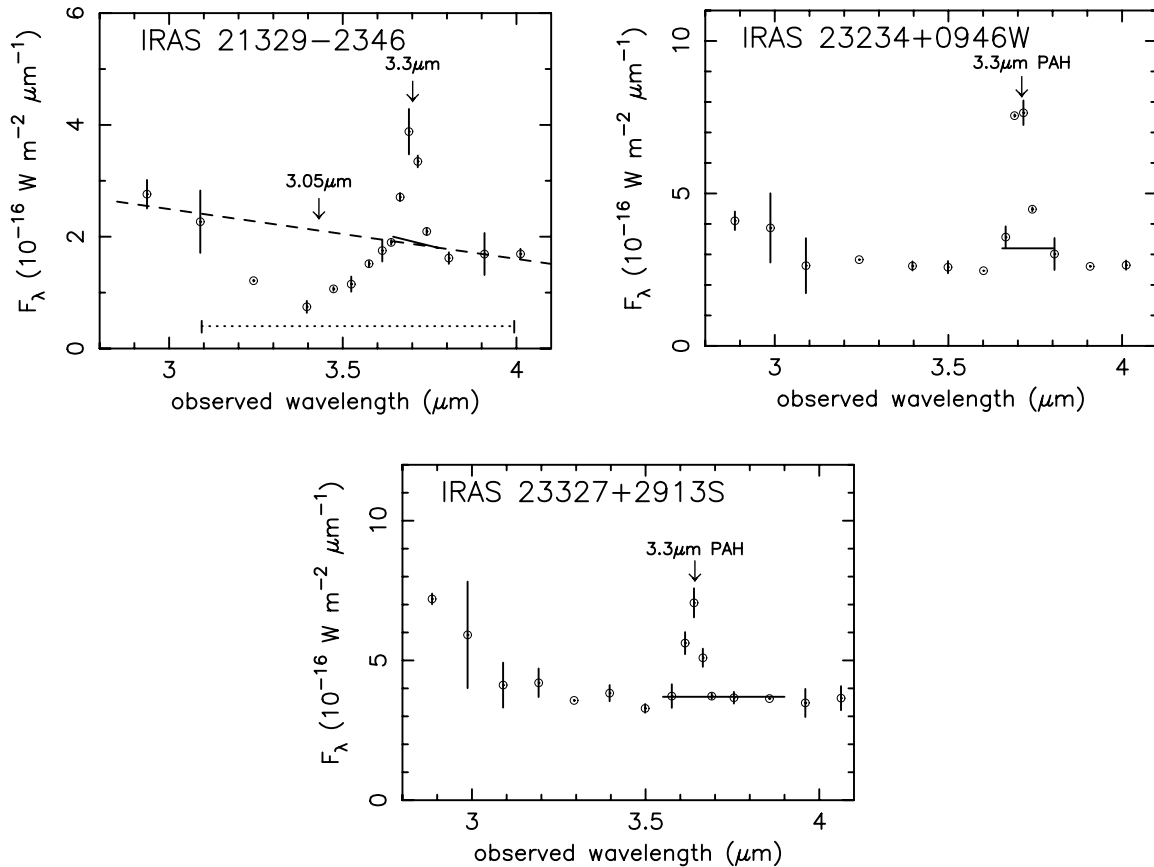 IRAS 21329−2346
3.3μm
3.05μm
F_λ (10⁻¹⁶ W m⁻² μm⁻¹)
6
4
2
0
3
3.5
4
observed wavelength (μm)
IRAS 23234+0946W
3.3μm PAH
F_λ (10⁻¹⁶ W m⁻² μm⁻¹)
10
5
0
3
3.5
4
observed wavelength (μm)
IRAS 23327+2913S
3.3μm PAH
F_λ (10⁻¹⁶ W m⁻² μm⁻¹)
10
5
0
3
3.5
4
observed wavelength (μm)